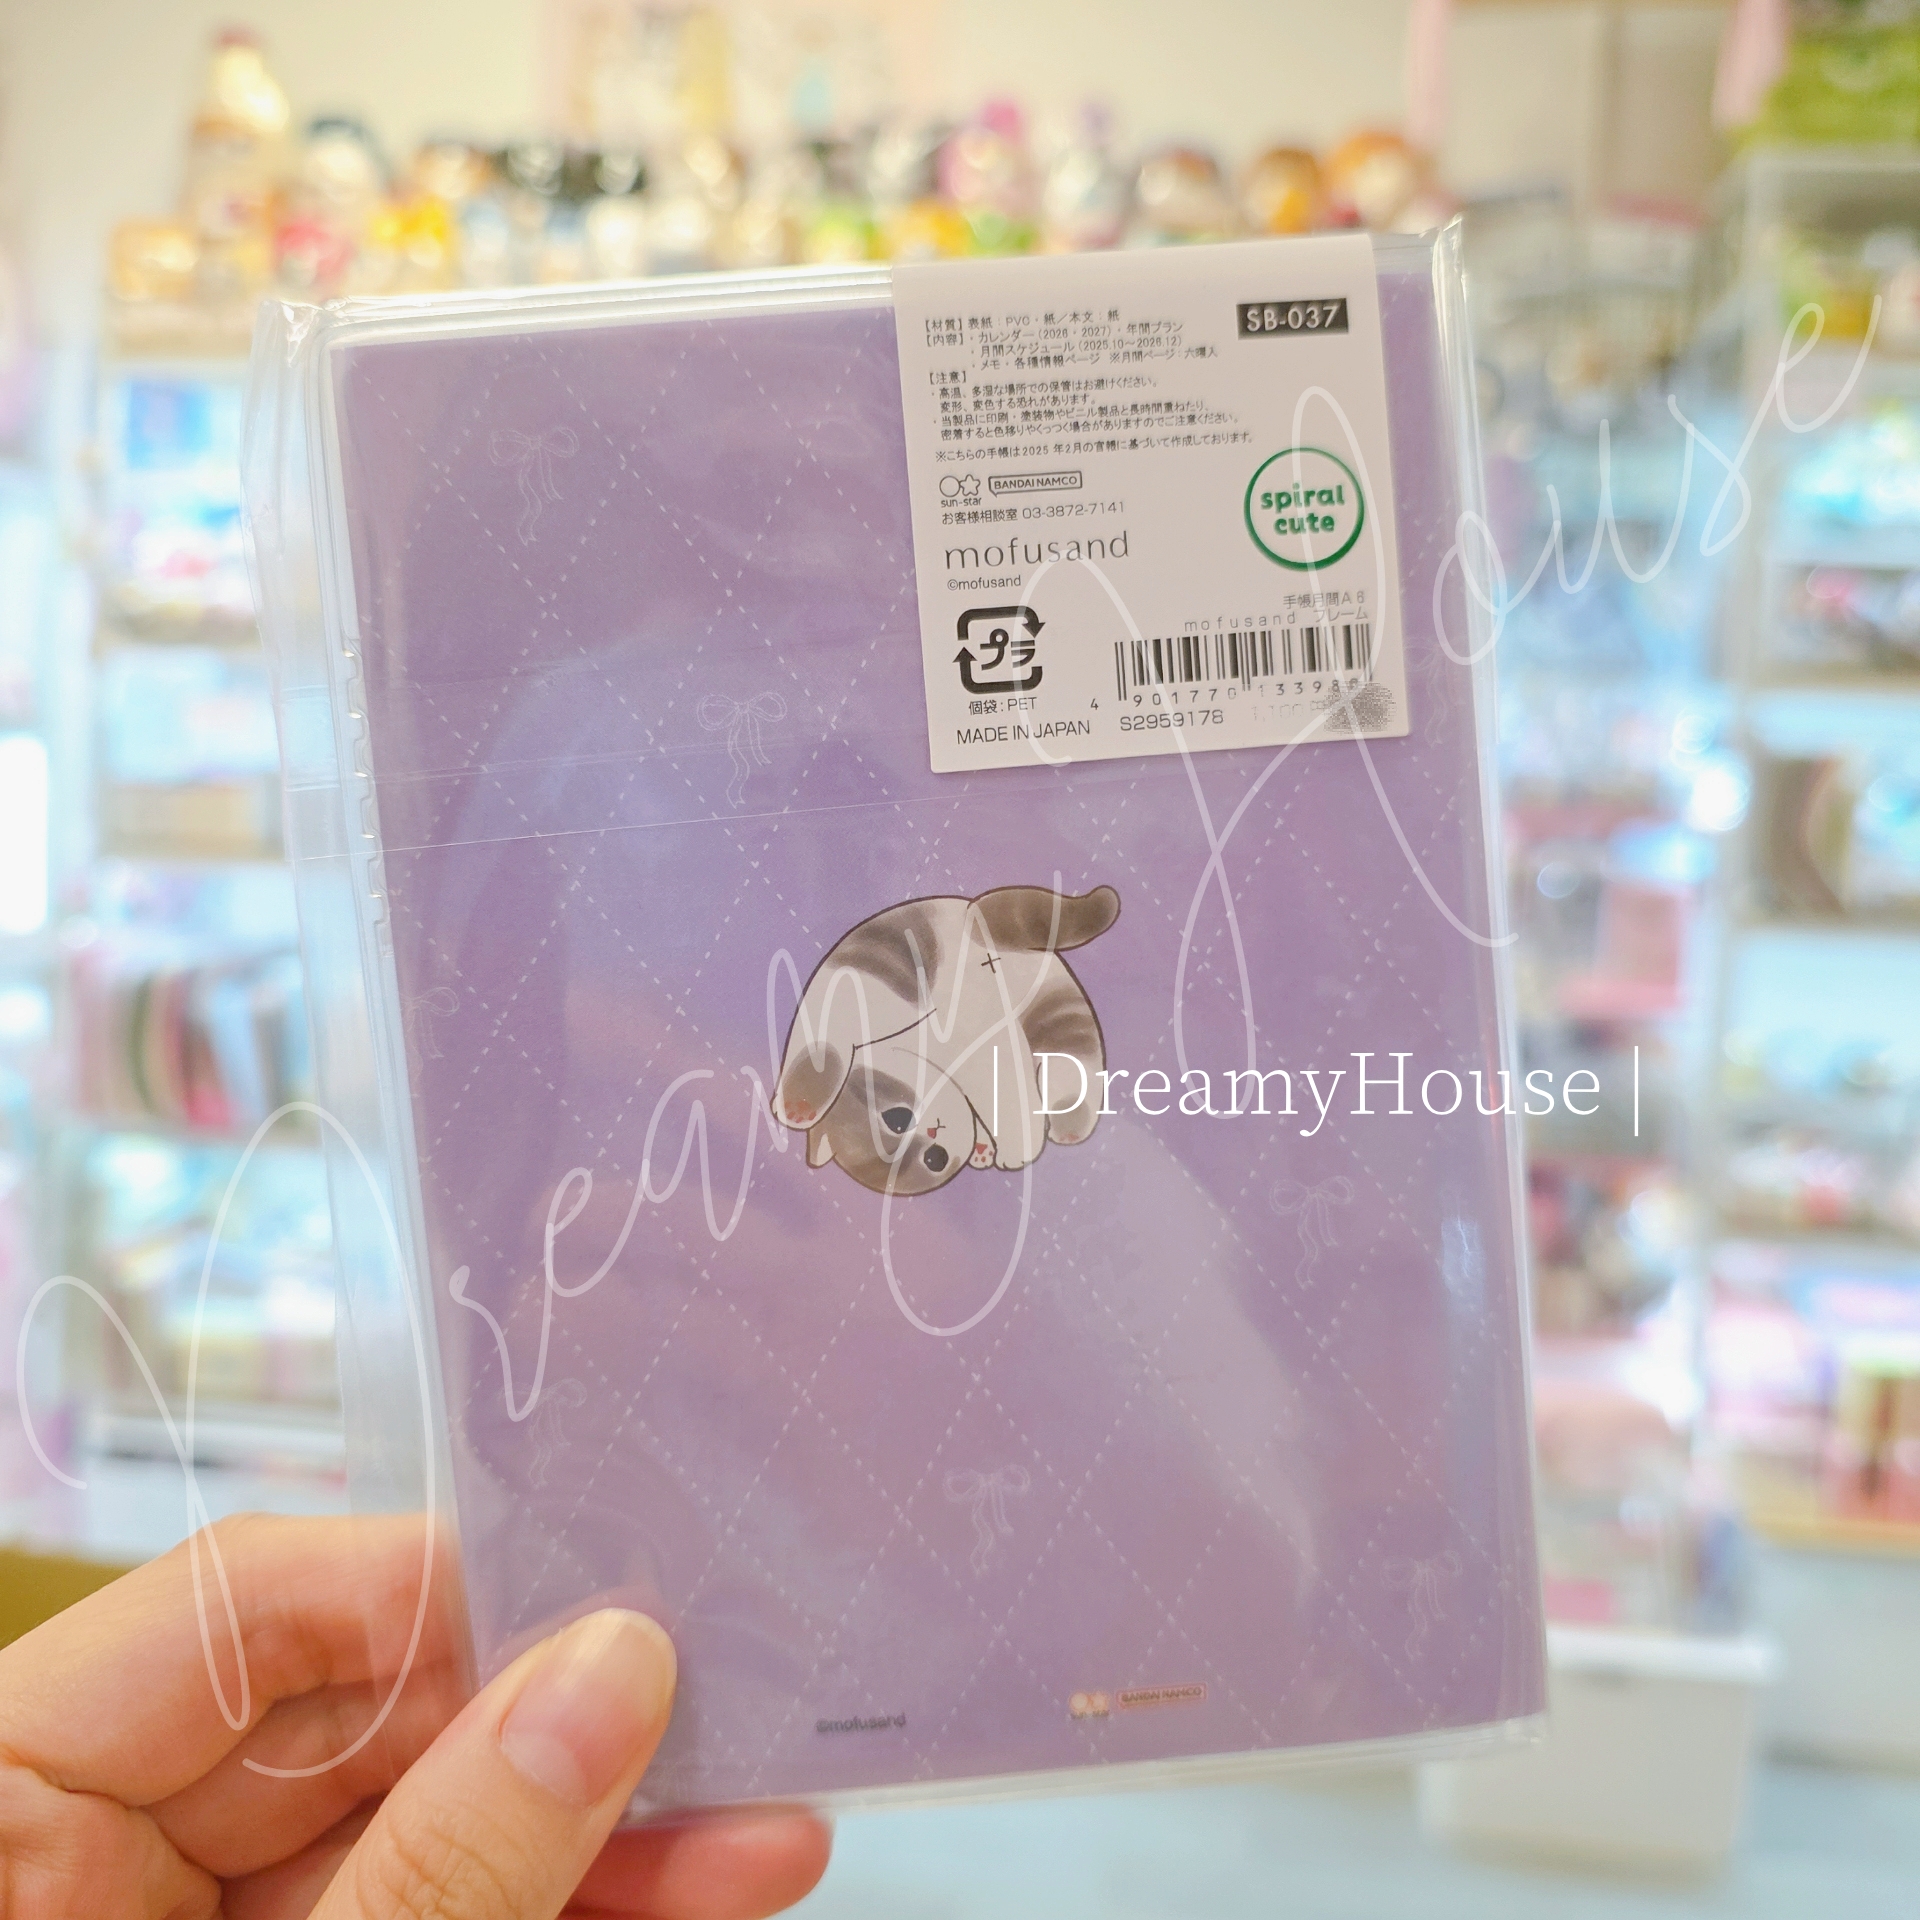 【材質】表紙：PVC・紙／本文：紙
【内容】・カレンダー（2026・2027）・年間プラン
・月間スケジュール（2025.10〜2026.12）
・メモ・各種情報ページ ※月間ページ：六曜入
SB-037
【注意】
・高温、多湿な場所での保管はお避けください。
変形、変色する恐れがあります。
・当製品に印刷・塗装物やビニル製品と長時間重ねたり、
密着すると色移りやくっつく場合がありますのでご注意ください。
※こちらの手帳は2025年2月の官報に基づいて作成しております。
sun-star BANDAI NAMCO
お客様相談室 03-3872-7141
spiral
cute
mofusand
©mofusand
手帳月間A6
mofusand フレーム
プラ
個袋：PET
MADE IN JAPAN
4 901770 1339
S2959178
Dreamy House
| DreamyHouse |
©mofusand
sun-star BANDAI NAMCO